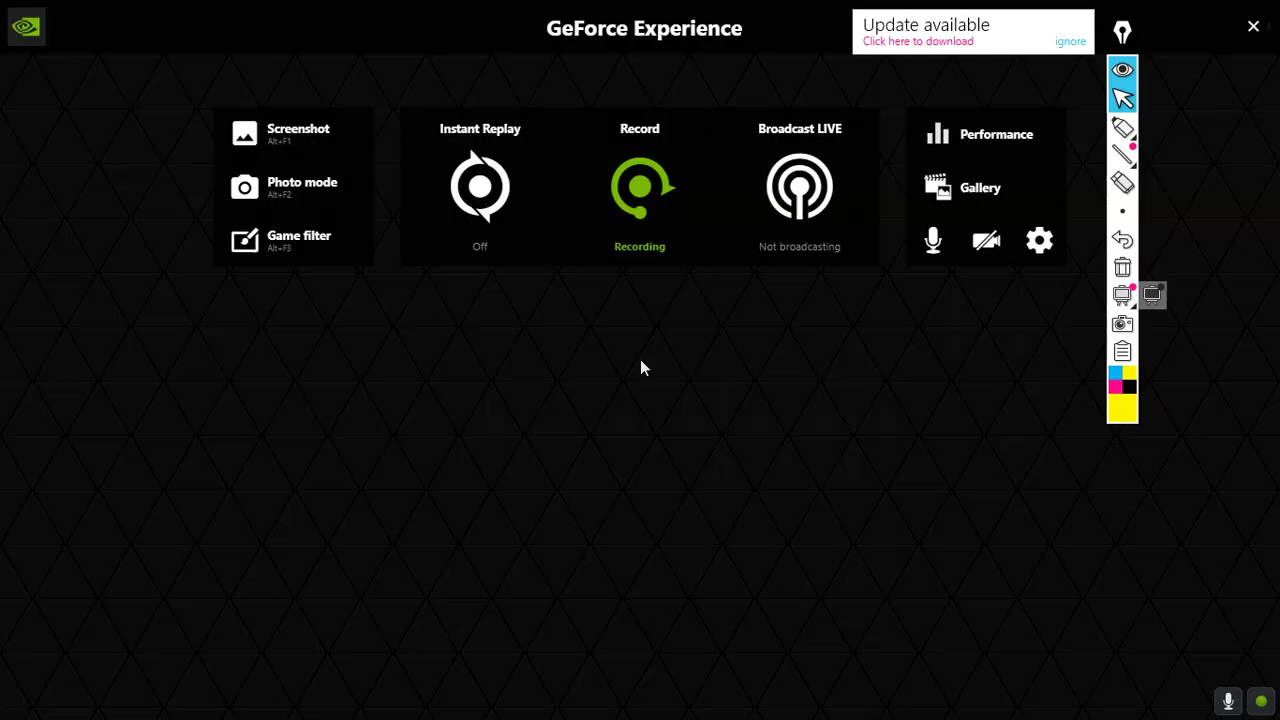 GeForce Experience
Update available
Click here to download
ignore
Screenshot
Alt+F1
Photo mode
Alt+F2
Game filter
Alt+F3
Instant Replay
Off
Record
Recording
Broadcast LIVE
Not broadcasting
Performance
Gallery